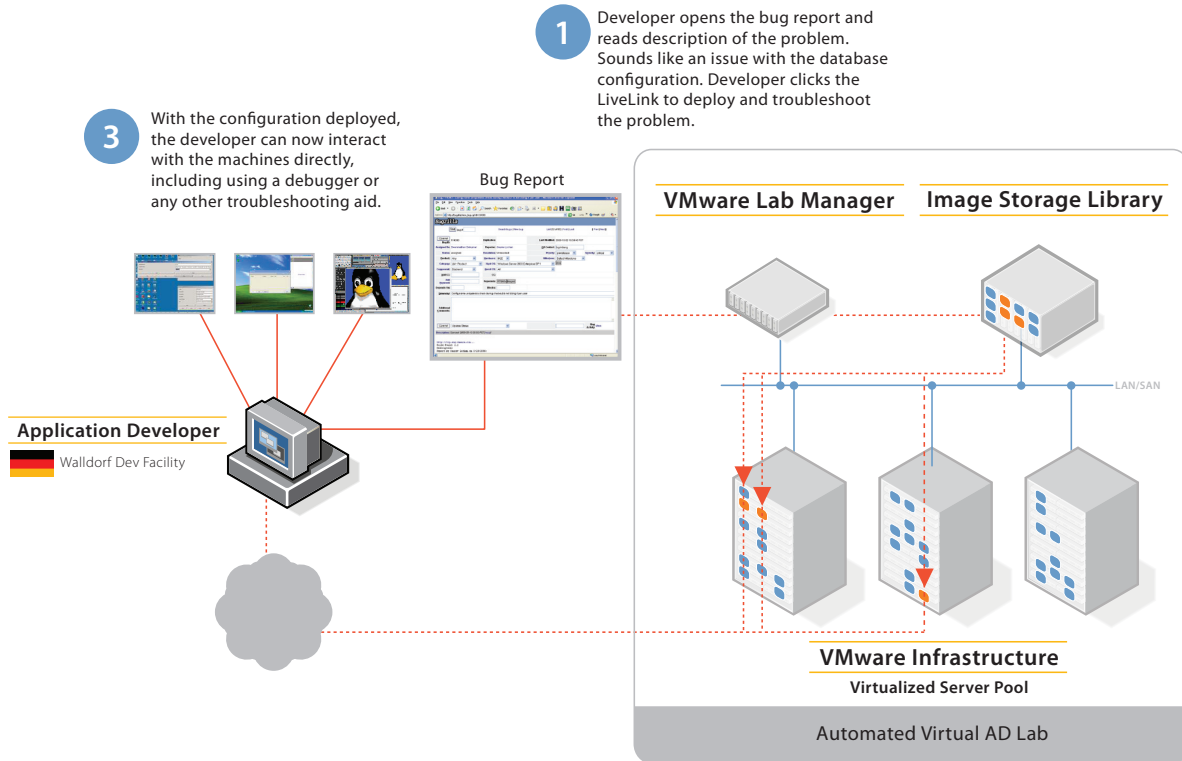 1
Developer opens the bug report and
reads description of the problem.
Sounds like an issue with the database
configuration. Developer clicks the
LiveLink to deploy and troubleshoot
the problem.
3
With the configuration deployed,
the developer can now interact
with the machines directly,
including using a debugger or
any other troubleshooting aid.
Bug Report
Bugzilla
VMware Lab Manager
Image Storage Library
LAN/SAN
Application Developer
Walldorf Dev Facility
VMware Infrastructure
Virtualized Server Pool
Automated Virtual AD Lab